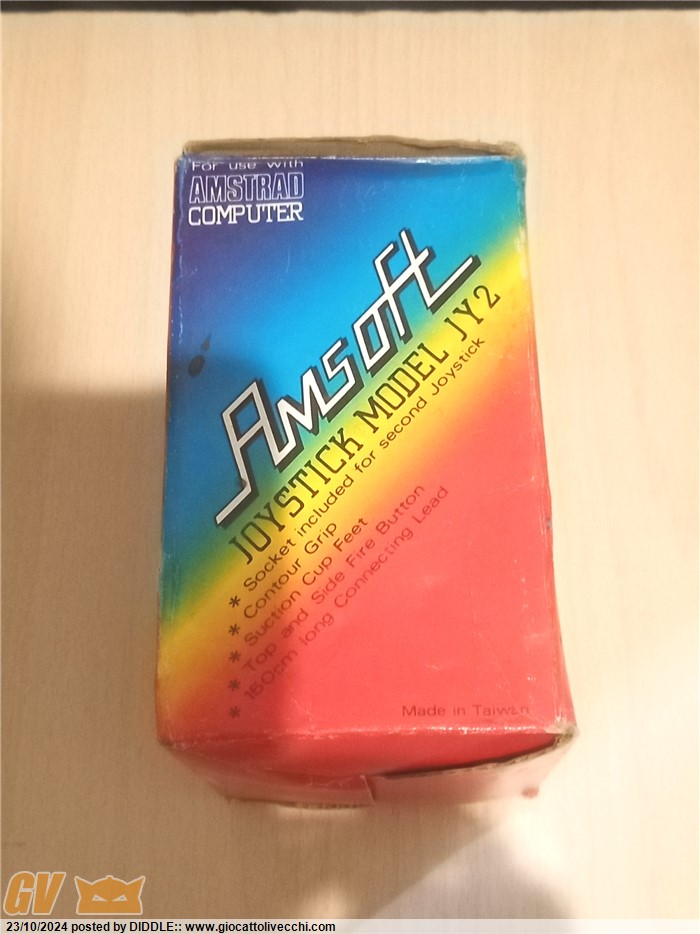 For use with
AMSTRAD
COMPUTER
Amsoft
JOYSTICK MODEL JY2
* Socket included for second Joystick
* Contour Grip
* Suction Cup Feet
* Top and Side Fire Button
* 150cm long Connecting Lead
Made in Taiwan
GV
23/10/2024 posted by DIDDLE:: www.giocattolivecchi.com